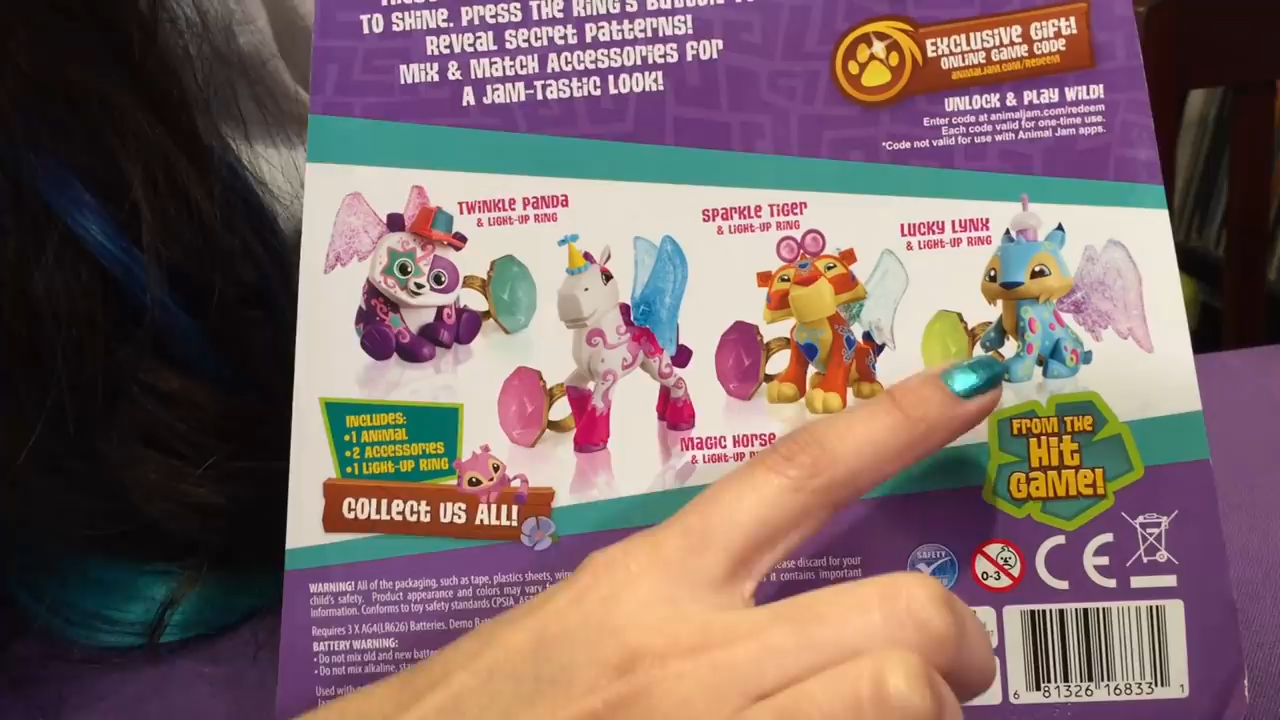 TO SHINE. PRESS THE RING'S BUTTON
REVEAL SECRET PATTERNS!
MIX & MATCH ACCESSORIES FOR
A JAM-TASTIC LOOK!
EXCLUSIVE GIFT!
ONLINE GAME CODE
ANIMALJAM.COM/REDEEM
UNLOCK & PLAY WILD!
Enter code at animaljam.com/redeem
Each code valid for one-time use.
*Code not valid for use with Animal Jam apps.
TWINKLE PANDA
& LIGHT-UP RING
SPARKLE TIGER
& LIGHT-UP RING
LUCKY LYNX
& LIGHT-UP RING
MAGIC HORSE
& LIGHT-UP
INCLUDES:
•1 ANIMAL
•2 ACCESSORIES
•1 LIGHT-UP RING
COLLECT US ALL!
FROM THE
HIT
GAME!
WARNING! All of the packaging, such as tape, plastics sheets,
discard for your
child's safety. Product appearance and colors may vary
it contains important
information. Conforms to toy safety standards CPSIA,
Requires 3 X AG4(LR626) Batteries. Demo
BATTERY WARNING:
• Do not mix old and new
• Do not mix alkaline,
Used
SAFETY
0-3
CE
6 81326 16833 1